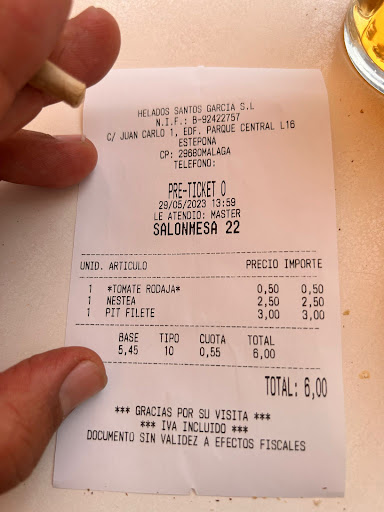 HELADOS SANTOS GARCIA S.L
N.I.F.: B-92422757
C/ JUAN CARLO 1, EDF. PARQUE CENTRAL L16
ESTEPONA
CP: 29680MALAGA
TELEFONO:
PRE-TICKET 0
29/05/2023 13:59
LE ATENDIO: MASTER
SALONMESA 22
UNID. ARTICULO PRECIO IMPORTE
1 *TOMATE RODAJA* 0,50 0,50
1 NESTEA 2,50 2,50
1 PIT FILETE 3,00 3,00
BASE TIPO CUOTA TOTAL
5,45 10 0,55 6,00
TOTAL: 6,00
*** GRACIAS POR SU VISITA ***
*** IVA INCLUIDO ***
DOCUMENTO SIN VALIDEZ A EFECTOS FISCALES